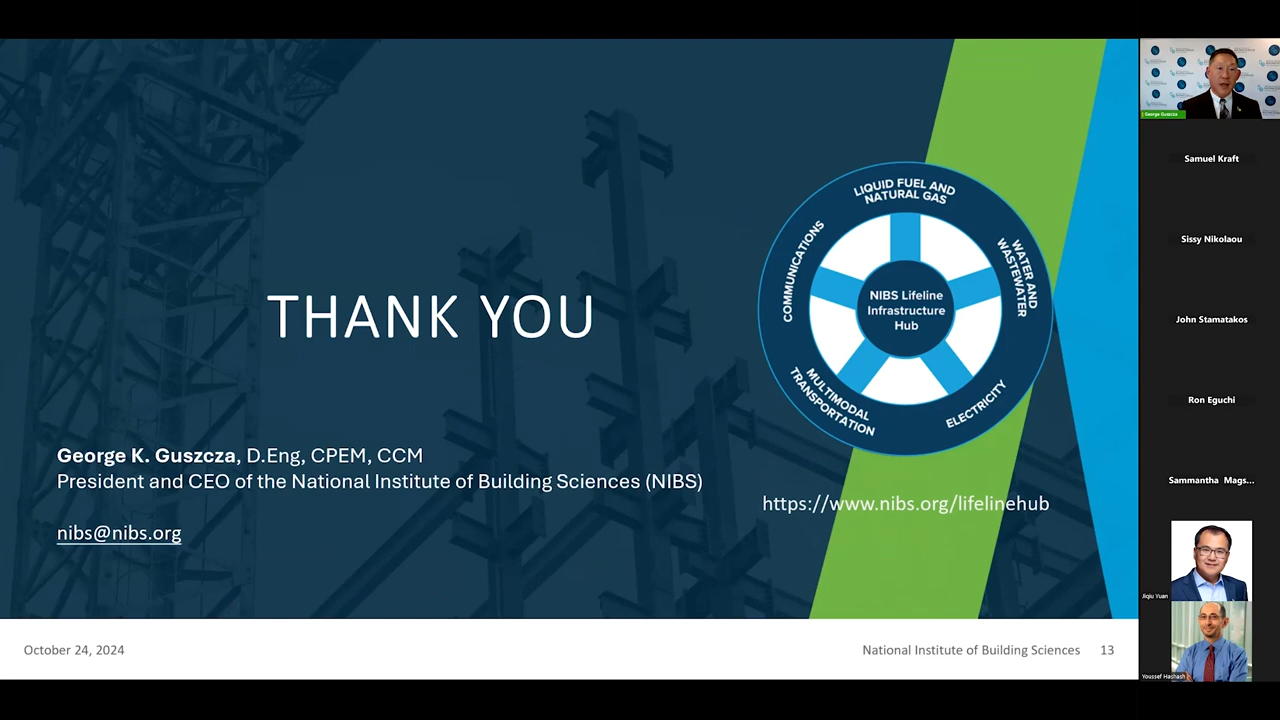 THANK YOU
George K. Guszcza, D.Eng, CPEM, CCM
President and CEO of the National Institute of Building Sciences (NIBS)
nibs@nibs.org
LIQUID FUEL AND
NATURAL GAS
WATER AND
WASTEWATER
ELECTRICITY
MULTIMODAL
TRANSPORTATION
COMMUNICATIONS
NIBS Lifeline
Infrastructure
Hub
https://www.nibs.org/lifelinehub
October 24, 2024
National Institute of Building Sciences 13
George Guszcza
Samuel Kraft
Sissy Nikolaou
John Stamatakos
Ron Eguchi
Sammantha Mags...
Jiqiu Yuan
Youssef Hashash